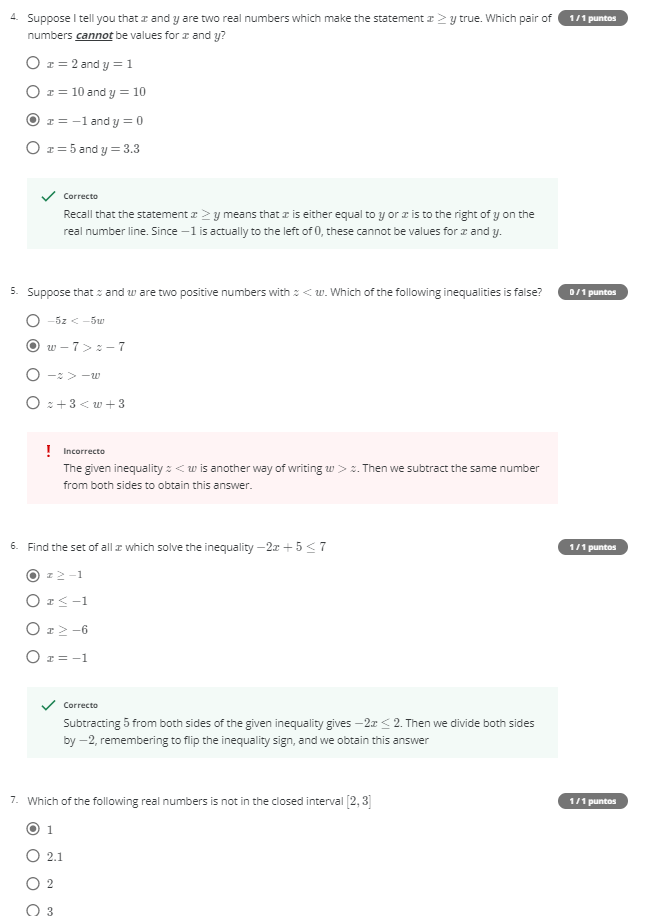 4. Suppose I tell you that x and y are two real numbers which make the statement x ≥ y true. Which pair of 1 / 1 puntos
numbers cannot be values for x and y?
x = 2 and y = 1
x = 10 and y = 10
x = −1 and y = 0
x = 5 and y = 3.3
Correcto
Recall that the statement x ≥ y means that x is either equal to y or x is to the right of y on the
real number line. Since −1 is actually to the left of 0, these cannot be values for x and y.
5. Suppose that z and w are two positive numbers with z < w. Which of the following inequalities is false? 0 / 1 puntos
−5z < −5w
w − 7 > z − 7
−z > −w
z + 3 < w + 3
! Incorrecto
The given inequality z < w is another way of writing w > z. Then we subtract the same number
from both sides to obtain this answer.
6. Find the set of all x which solve the inequality −2x + 5 ≤ 7 1 / 1 puntos
x ≥ −1
x ≤ −1
x ≥ −6
x = −1
Correcto
Subtracting 5 from both sides of the given inequality gives −2x ≤ 2. Then we divide both sides
by −2, remembering to flip the inequality sign, and we obtain this answer
7. Which of the following real numbers is not in the closed interval [2, 3] 1 / 1 puntos
1
2.1
2
3